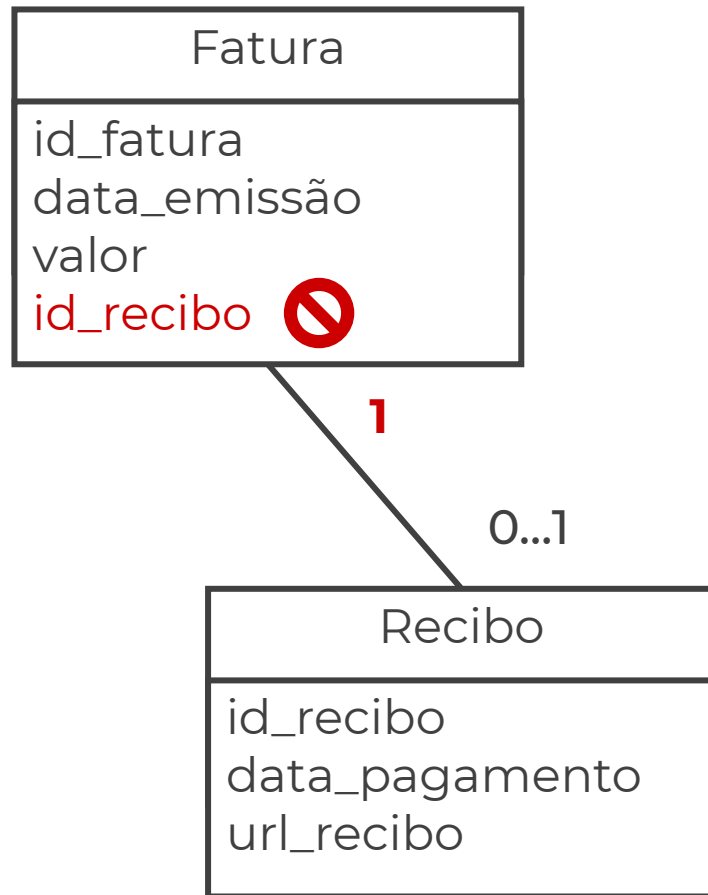 Fatura
id_fatura
data_emissão
valor
id_recibo
1
0...1
Recibo
id_recibo
data_pagamento
url_recibo